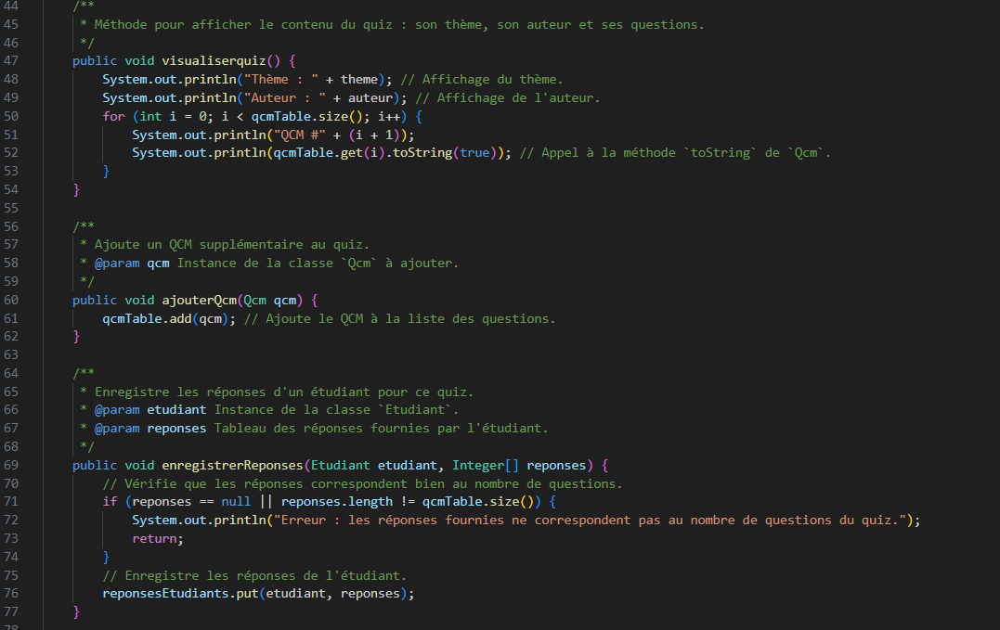 44 /**
45 * Méthode pour afficher le contenu du quiz : son thème, son auteur et ses questions.
46 */
47 public void visualiserquiz() {
48 System.out.println("Thème : " + theme); // Affichage du thème.
49 System.out.println("Auteur : " + auteur); // Affichage de l'auteur.
50 for (int i = 0; i < qcmTable.size(); i++) {
51 System.out.println("QCM #" + (i + 1));
52 System.out.println(qcmTable.get(i).toString(true)); // Appel à la méthode `toString` de `Qcm`.
53 }
54 }
55
56 /**
57 * Ajoute un QCM supplémentaire au quiz.
58 * @param qcm Instance de la classe `Qcm` à ajouter.
59 */
60 public void ajouterQcm(Qcm qcm) {
61 qcmTable.add(qcm); // Ajoute le QCM à la liste des questions.
62 }
63
64 /**
65 * Enregistre les réponses d'un étudiant pour ce quiz.
66 * @param etudiant Instance de la classe `Etudiant`.
67 * @param reponses Tableau des réponses fournies par l'étudiant.
68 */
69 public void enregistrerReponses(Etudiant etudiant, Integer[] reponses) {
70 // Vérifie que les réponses correspondent bien au nombre de questions.
71 if (reponses == null || reponses.length != qcmTable.size()) {
72 System.out.println("Erreur : les réponses fournies ne correspondent pas au nombre de questions du quiz.");
73 return;
74 }
75 // Enregistre les réponses de l'étudiant.
76 reponsesEtudiants.put(etudiant, reponses);
77 }
78